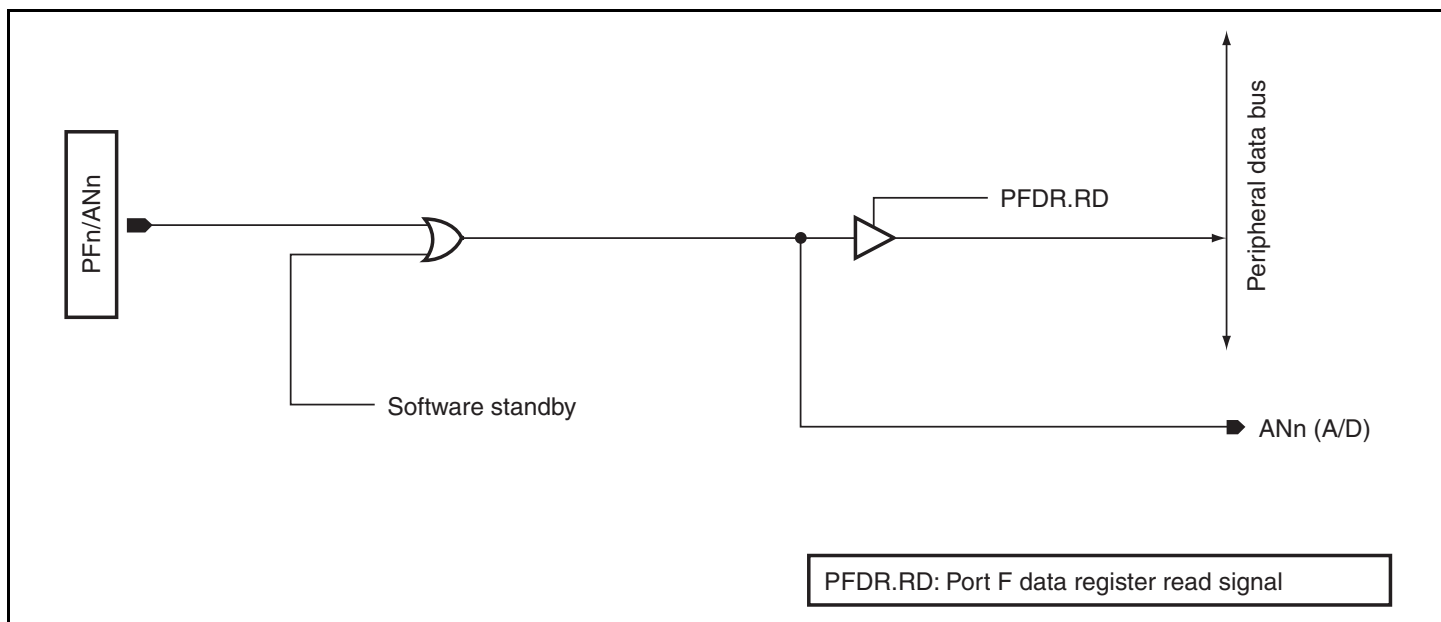 PFn/ANn
PFDR.RD
Peripheral data bus
Software standby
ANn (A/D)
PFDR.RD: Port F data register read signal